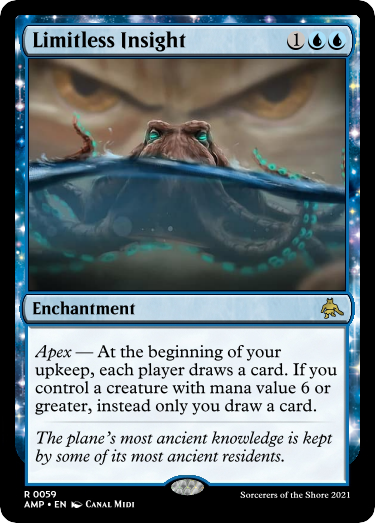 Limitless Insight 1
Enchantment
Apex — At the beginning of your
upkeep, each player draws a card. If you
control a creature with mana value 6 or
greater, instead only you draw a card.
The plane's most ancient knowledge is kept
by some of its most ancient residents.
R 0059
AMP • EN Canal Midi
Sorcerers of the Shore 2021